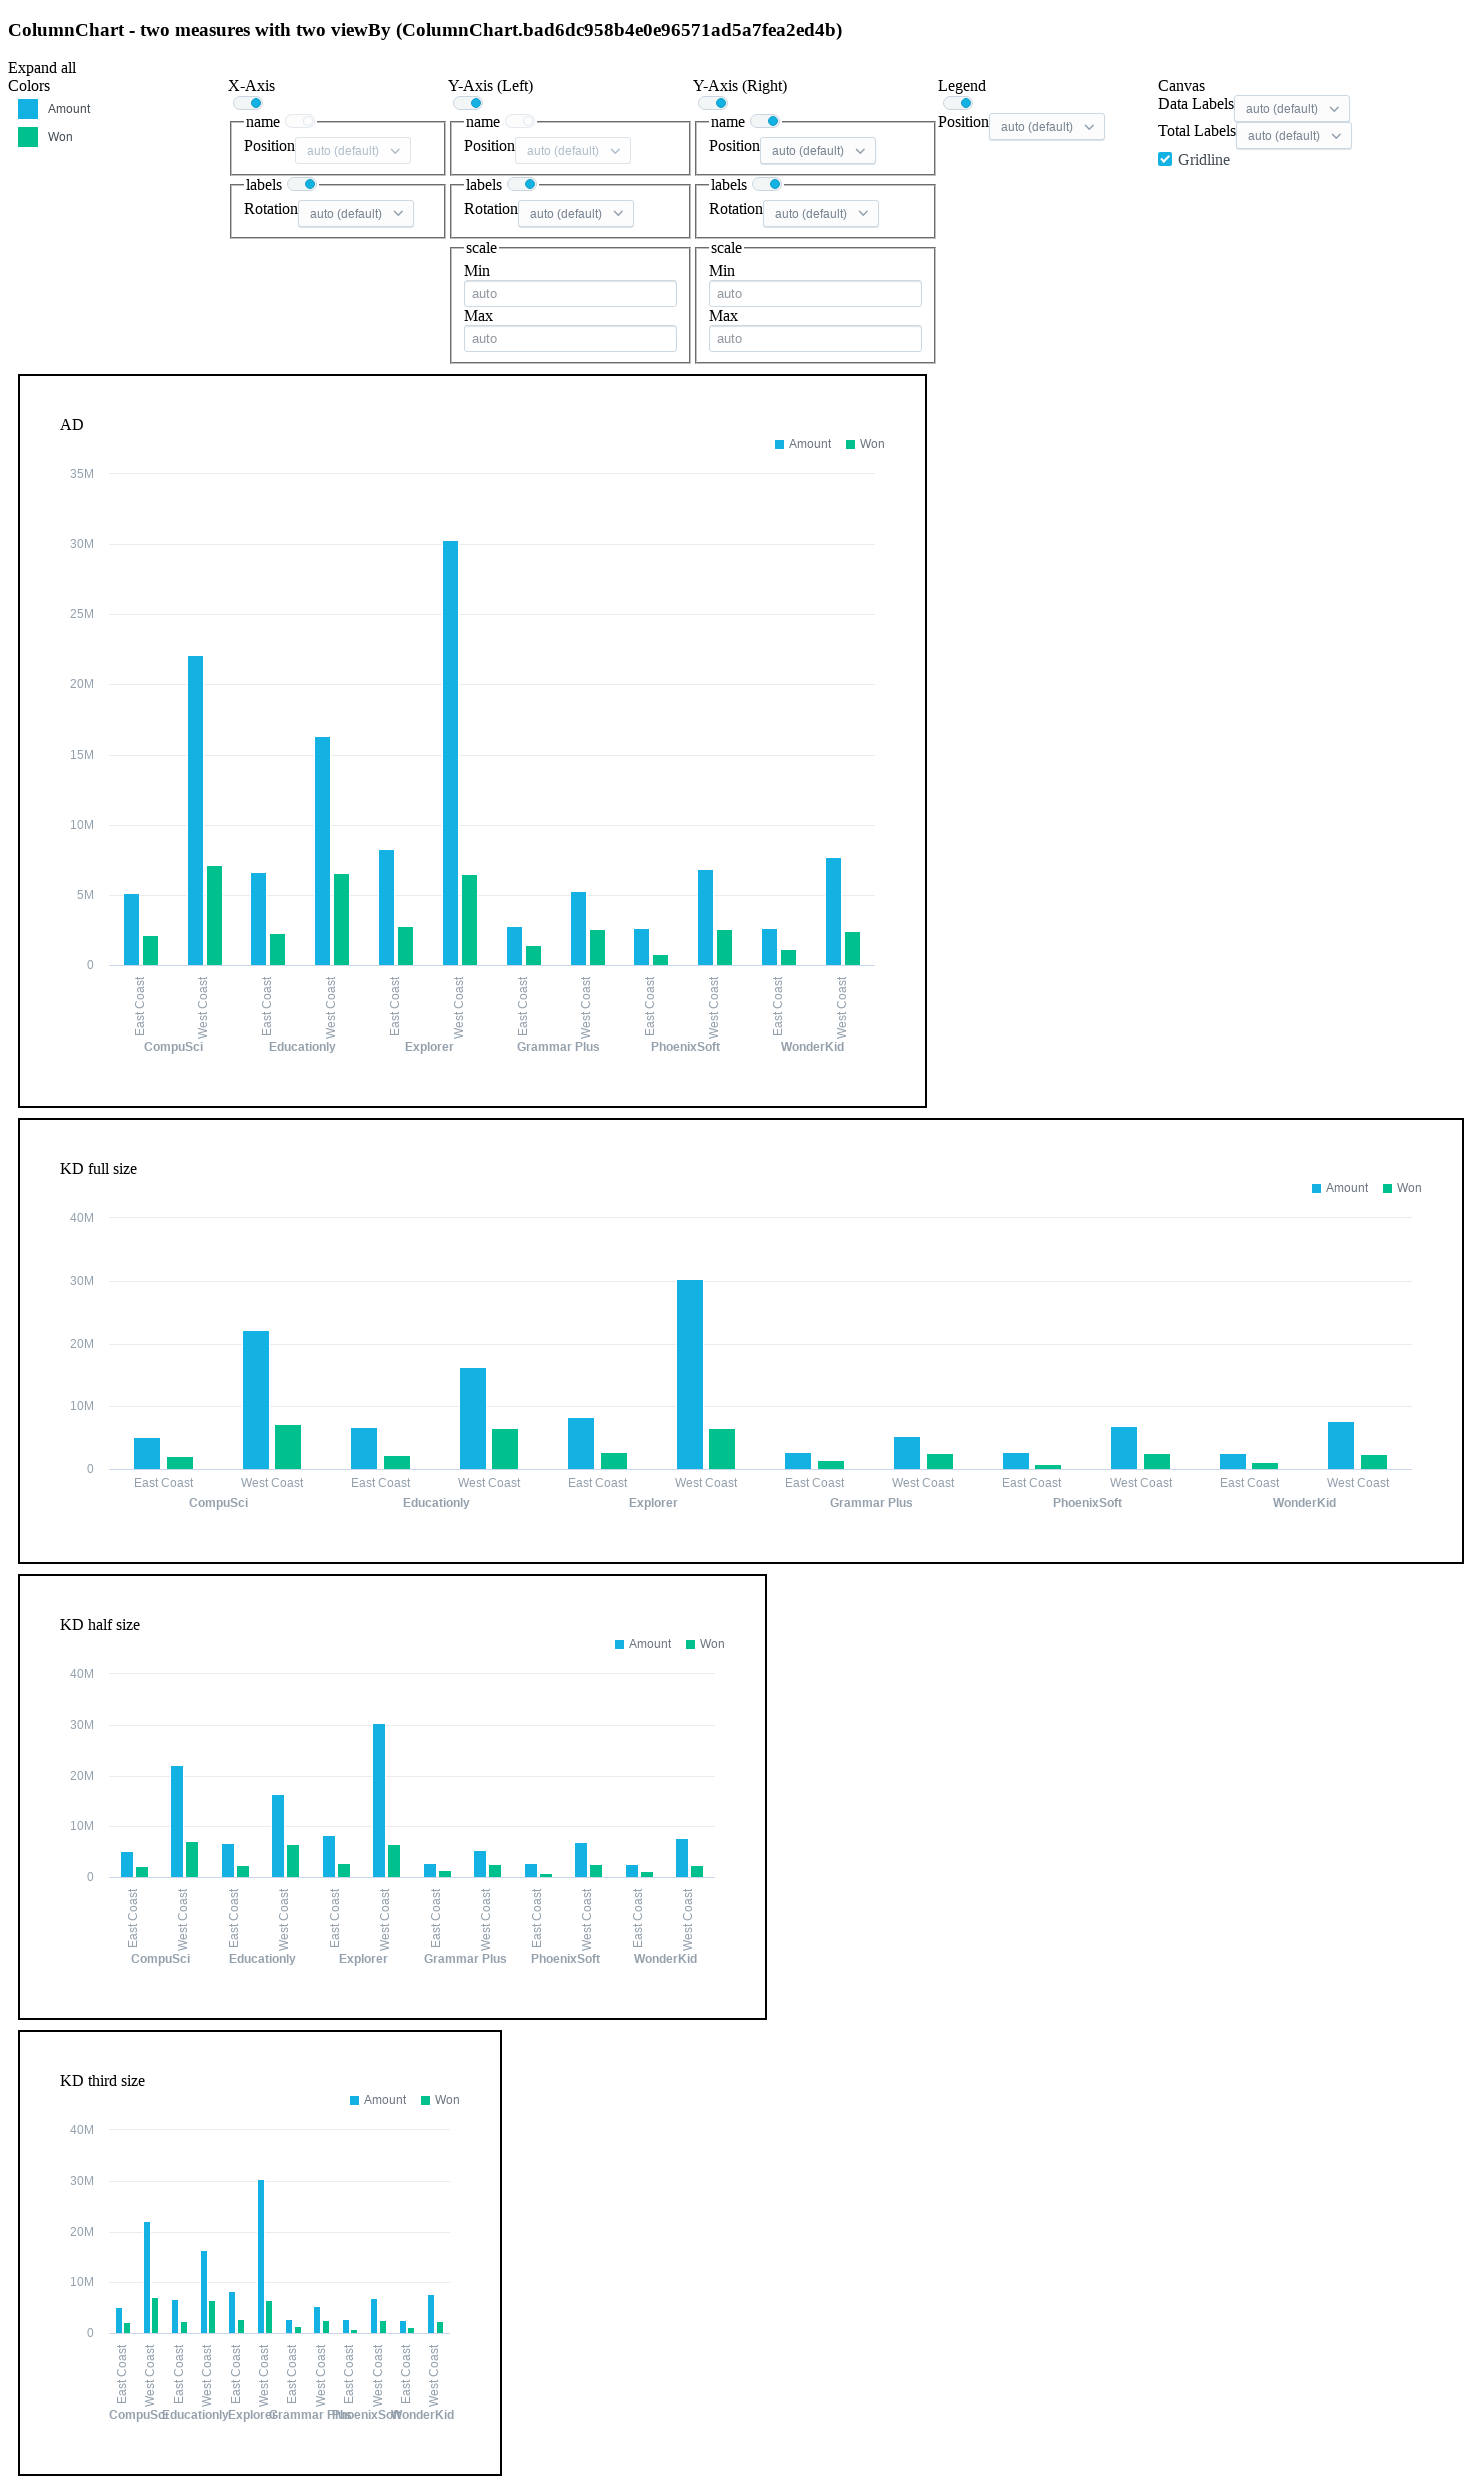 ColumnChart - two measures with two viewBy (ColumnChart.bad6dc958b4e0e96571ad5a7fea2ed4b)
Expand all
Colors
Amount
Won
X-Axis
name
Position auto (default)
labels
Rotation auto (default)
Y-Axis (Left)
name
Position auto (default)
labels
Rotation auto (default)
scale
Min
auto
Max
auto
Y-Axis (Right)
name
Position auto (default)
labels
Rotation auto (default)
scale
Min
auto
Max
auto
Legend
Position auto (default)
Canvas
Data Labels auto (default)
Total Labels auto (default)
Gridline
AD
Amount Won
35M
30M
25M
20M
15M
10M
5M
0
East Coast West Coast East Coast West Coast East Coast West Coast East Coast West Coast East Coast West Coast East Coast West Coast
CompuSci Educationly Explorer Grammar Plus PhoenixSoft WonderKid
KD full size
Amount Won
40M
30M
20M
10M
0
East Coast West Coast East Coast West Coast East Coast West Coast East Coast West Coast East Coast West Coast East Coast West Coast
CompuSci Educationly Explorer Grammar Plus PhoenixSoft WonderKid
KD half size
Amount Won
40M
30M
20M
10M
0
East Coast West Coast East Coast West Coast East Coast West Coast East Coast West Coast East Coast West Coast East Coast West Coast
CompuSci Educationly Explorer Grammar Plus PhoenixSoft WonderKid
KD third size
Amount Won
40M
30M
20M
10M
0
East Coast West Coast East Coast West Coast East Coast West Coast East Coast West Coast East Coast West Coast East Coast West Coast
CompuSci Educationly Explorer Grammar Plus PhoenixSoft WonderKid